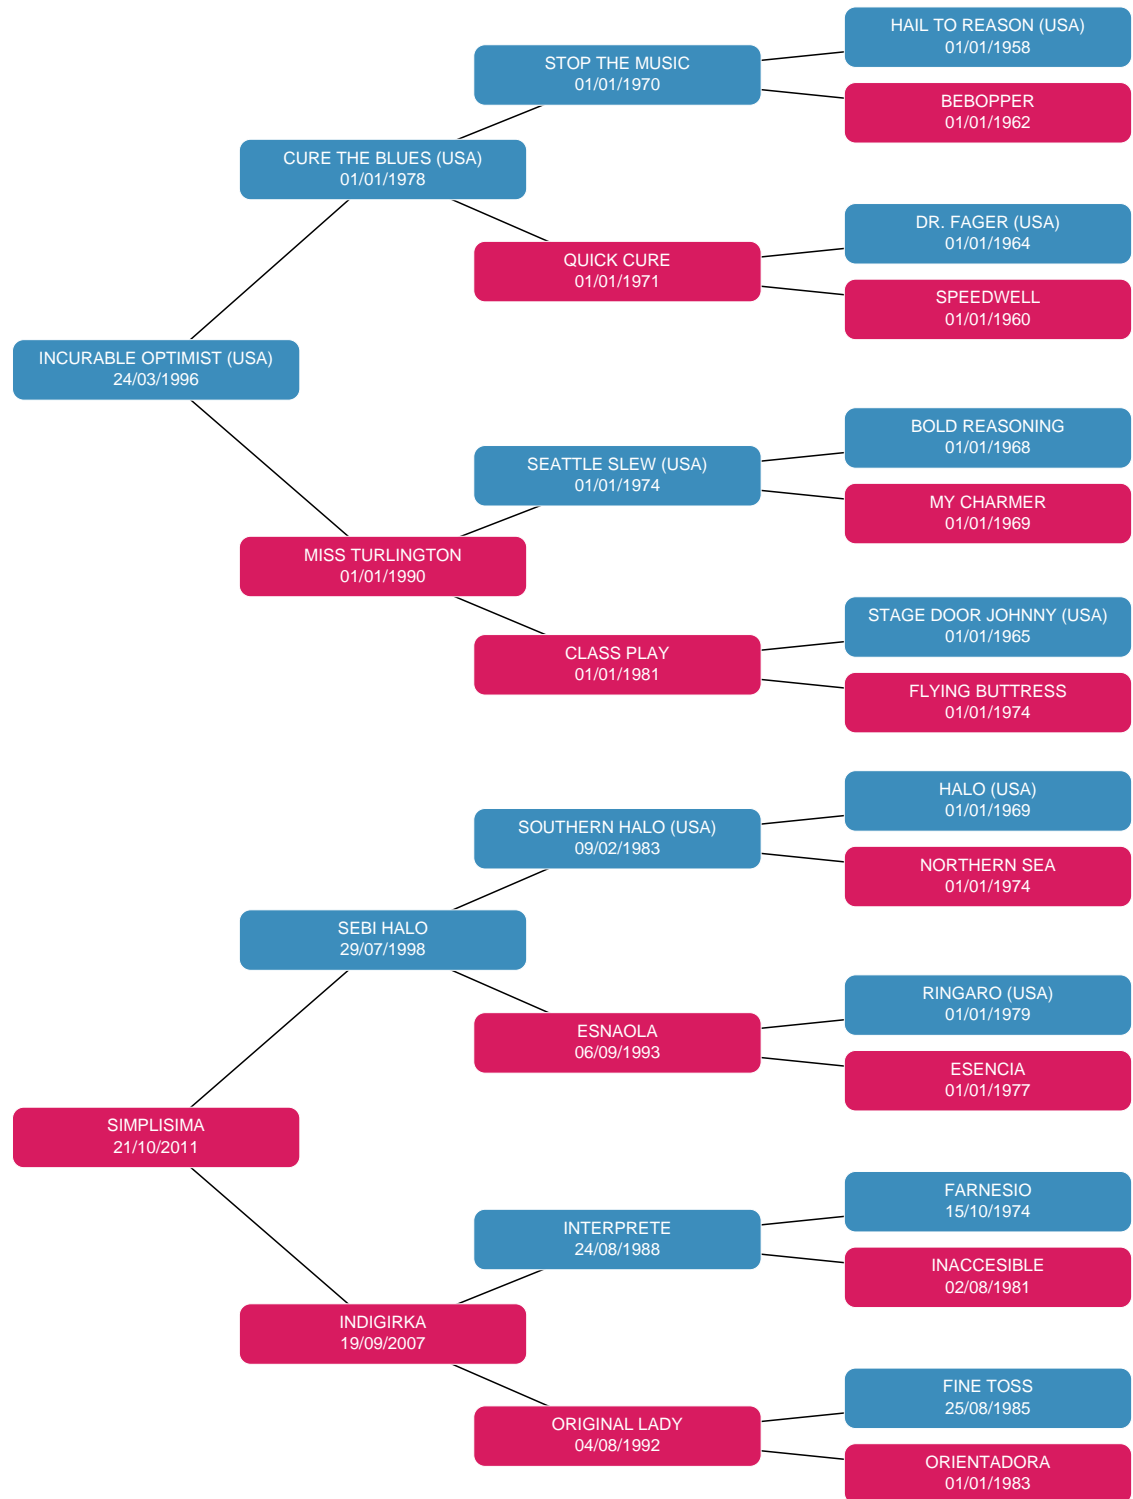 HAIL TO REASON (USA)
01/01/1958
STOP THE MUSIC
01/01/1970
BEBOPPER
01/01/1962
CURE THE BLUES (USA)
01/01/1978
DR. FAGER (USA)
01/01/1964
QUICK CURE
01/01/1971
SPEEDWELL
01/01/1960
INCURABLE OPTIMIST (USA)
24/03/1996
BOLD REASONING
01/01/1968
SEATTLE SLEW (USA)
01/01/1974
MY CHARMER
01/01/1969
MISS TURLINGTON
01/01/1990
STAGE DOOR JOHNNY (USA)
01/01/1965
CLASS PLAY
01/01/1981
FLYING BUTTRESS
01/01/1974
HALO (USA)
01/01/1969
SOUTHERN HALO (USA)
09/02/1983
NORTHERN SEA
01/01/1974
SEBI HALO
29/07/1998
RINGARO (USA)
01/01/1979
ESNAOLA
06/09/1993
ESENCIA
01/01/1977
SIMPLISIMA
21/10/2011
FARNESIO
15/10/1974
INTERPRETE
24/08/1988
INACCESIBLE
02/08/1981
INDIGIRKA
19/09/2007
FINE TOSS
25/08/1985
ORIGINAL LADY
04/08/1992
ORIENTADORA
01/01/1983